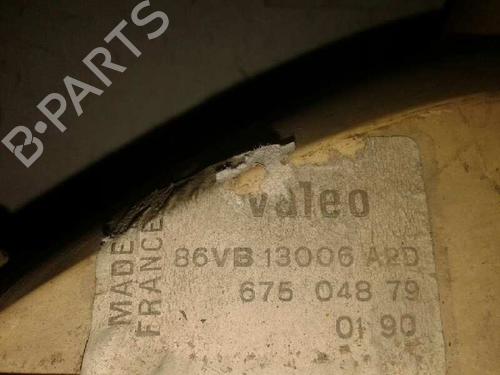 B-PARTS
valeo
MADE
FRANCE
86VB 13006 A2D
675 048 79
01 90